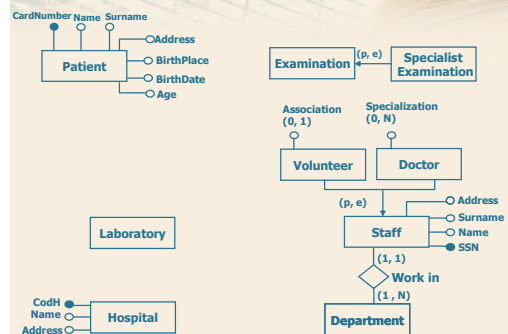 CardNumber Name Surname
Address
Patient
BirthPlace
BirthDate
Age
Examination
(p, e)
Specialist
Examination
Association
(0, 1)
Specialization
(0, N)
Volunteer
Doctor
(p, e)
Address
Surname
Staff
Name
SSN
Laboratory
(1, 1)
Work in
(1 , N)
CodH
Name
Address
Hospital
Department